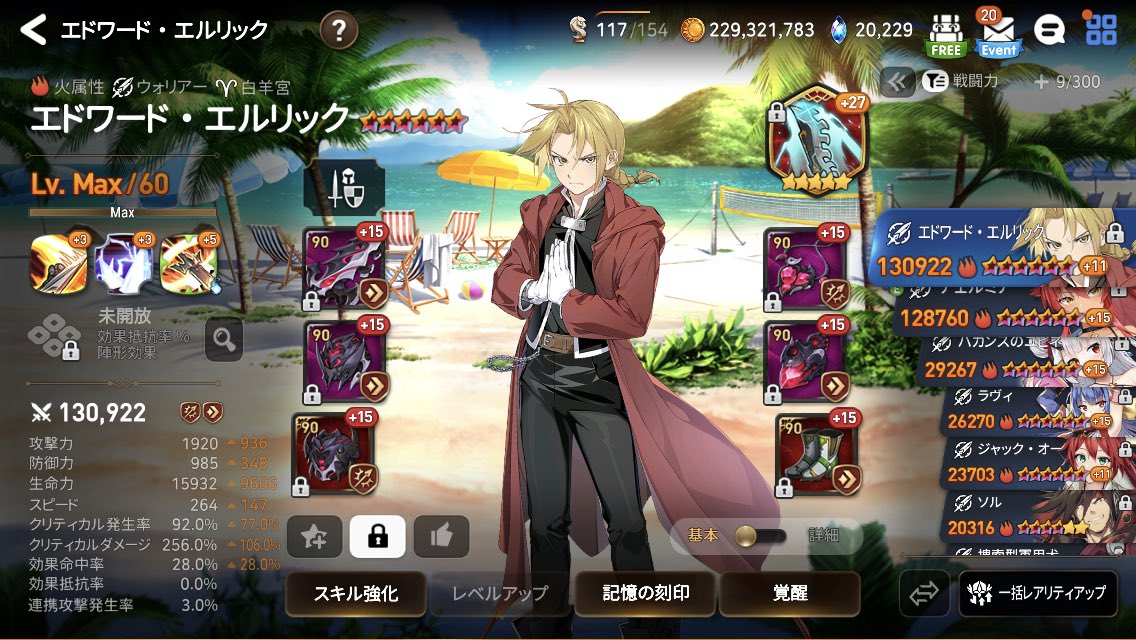 エドワード・エルリック
?
117/154
229,321,783
20,229
FREE
20
Event
火属性 ウォリアー 白羊宮
エドワード・エルリック
戦闘力
9/300
+27
Lv. Max/60
Max
+3
+3
+5
未開放
効果抵抗率 %
陣形効果
90 +15
90 +15
90 +15
90 +15
90 +15
90 +15
130,922
攻撃力 1920 936
防御力 985 348
生命力 15932 9666
スピード 264 147
クリティカル発生率 92.0% 77.0%
クリティカルダメージ 256.0% 106.0%
効果命中率 28.0% 28.0%
効果抵抗率 0.0%
連携攻撃発生率 3.0%
エドワード・エルリック
130922 +11
128760 +15
29267 +15
ラヴィ
26270 +15
ジャック・オー
23703 +11
ソル
20316
捜索型軍用犬
基本
詳細
スキル強化
レベルアップ
記憶の刻印
覚醒
一括レアリティアップ